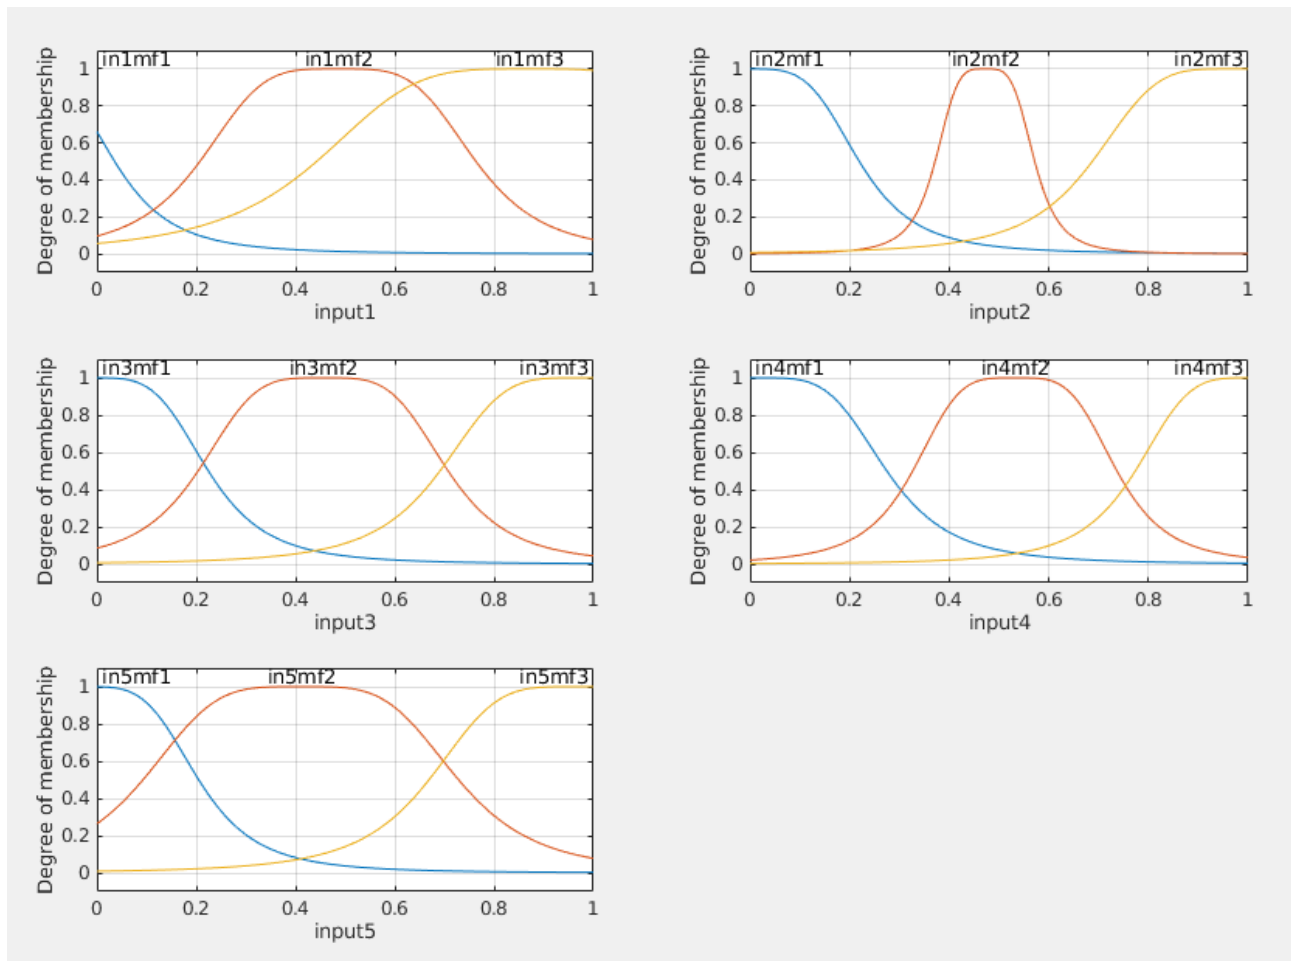 in1mf1 in1mf2 in1mf3
Degree of membership
1
0.8
0.6
0.4
0.2
0
0 0.2 0.4 0.6 0.8 1
input1
in2mf1 in2mf2 in2mf3
Degree of membership
1
0.8
0.6
0.4
0.2
0
0 0.2 0.4 0.6 0.8 1
input2
in3mf1 ih3mf2 in3mf3
Degree of membership
1
0.8
0.6
0.4
0.2
0
0 0.2 0.4 0.6 0.8 1
input3
in4mf1 in4mf2 in4mf3
Degree of membership
1
0.8
0.6
0.4
0.2
0
0 0.2 0.4 0.6 0.8 1
input4
in5mf1 in5mf2 in5mf3
Degree of membership
1
0.8
0.6
0.4
0.2
0
0 0.2 0.4 0.6 0.8 1
input5